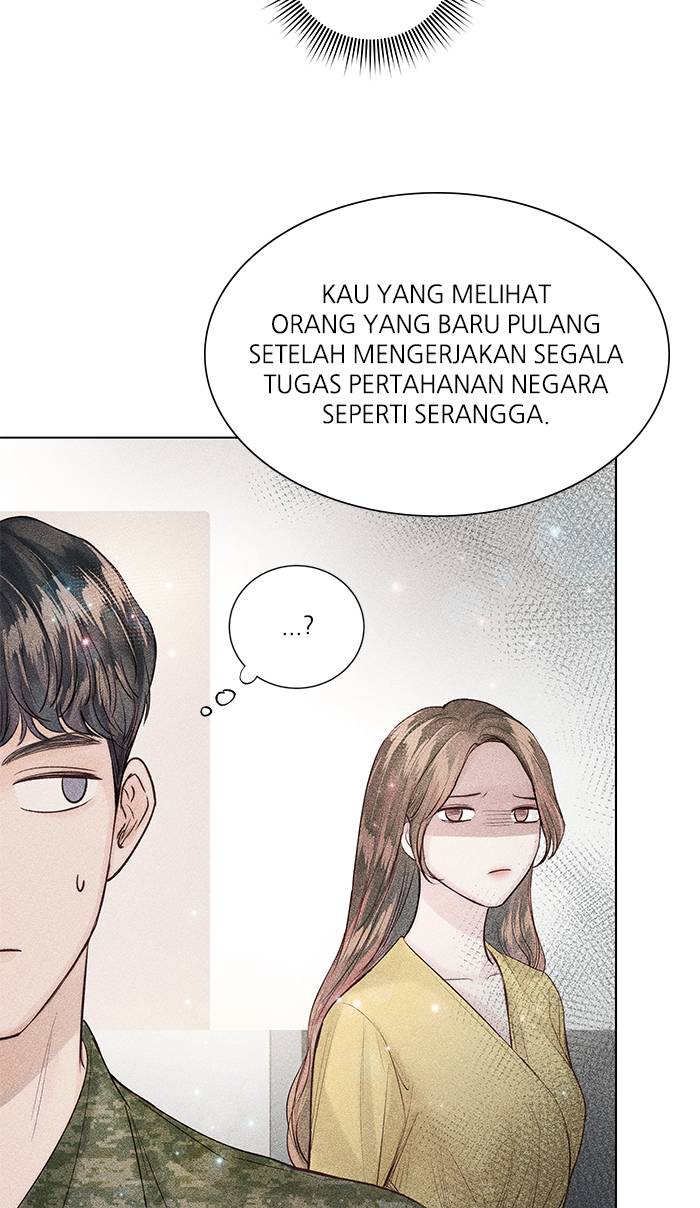 KAU YANG MELIHAT
ORANG YANG BARU PULANG
SETELAH MENGERJAKAN SEGALA
TUGAS PERTAHANAN NEGARA
SEPERTI SERANGGA.
...?